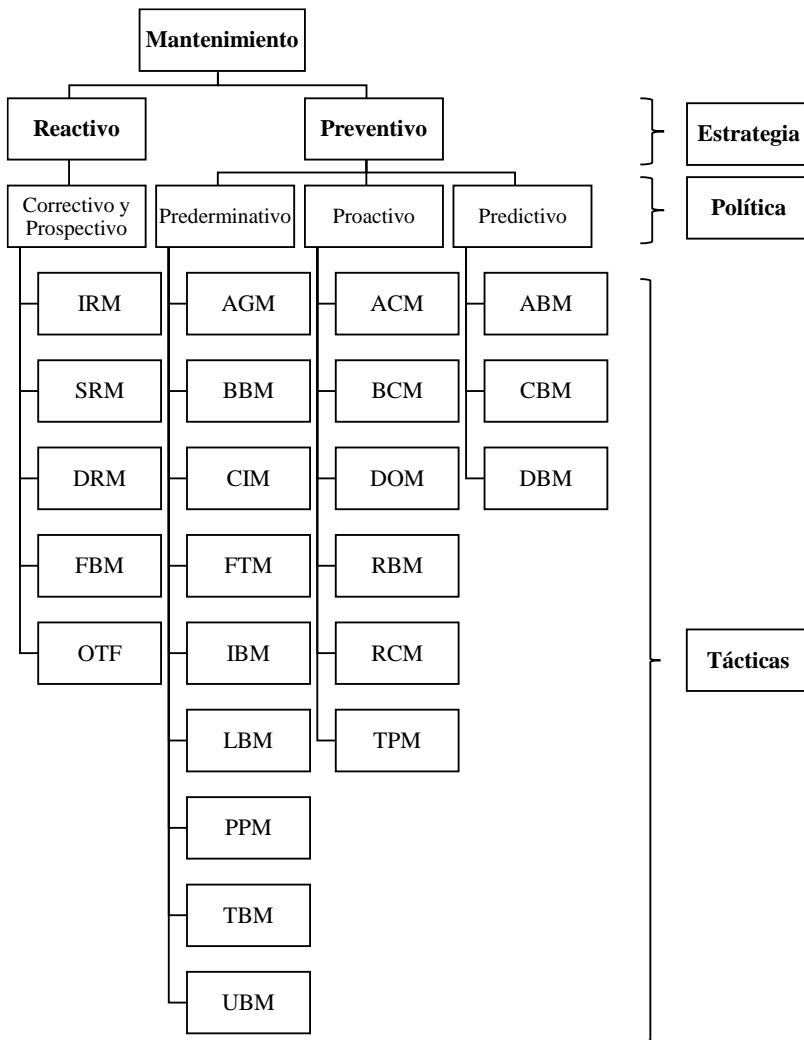 Mantenimiento
Reactivo
Preventivo
Estrategia
Correctivo y
Prospectivo
Prederminativo
Proactivo
Predictivo
Política
IRM
AGM
ACM
ABM
SRM
BBM
BCM
CBM
DRM
CIM
DOM
DBM
FBM
FTM
RBM
OTF
IBM
RCM
Tácticas
LBM
TPM
PPM
TBM
UBM